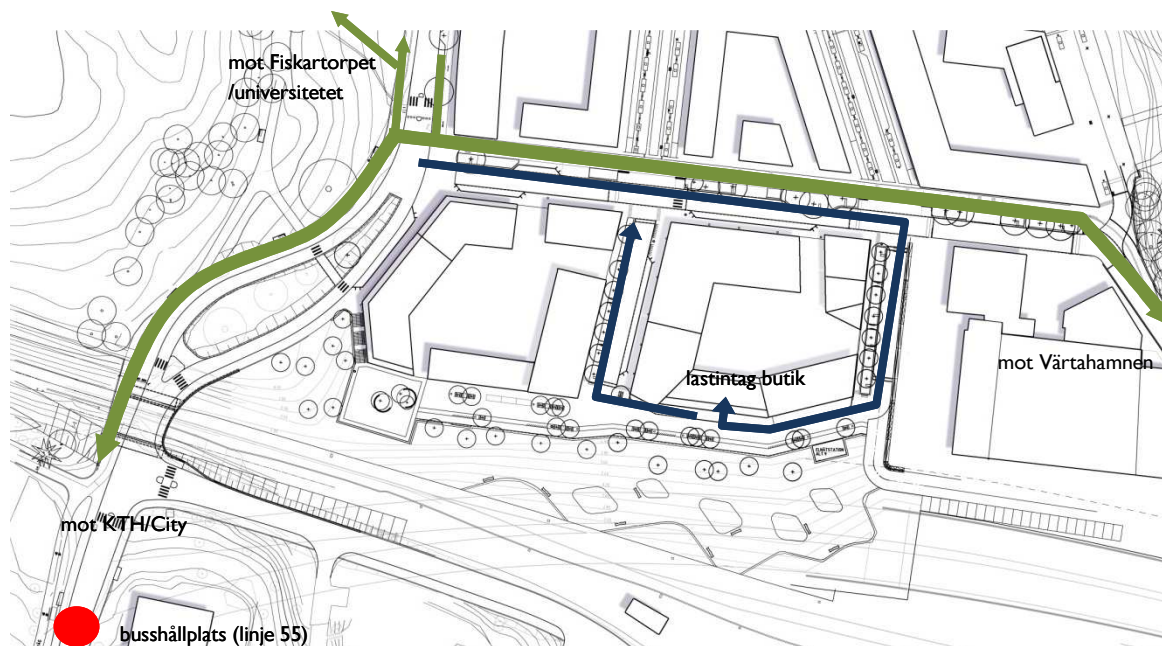 mot Fiskartorpet
/universitetet
lastintag butik
mot Värtahamnen
mot KTH/City
busshållplats (linje 55)